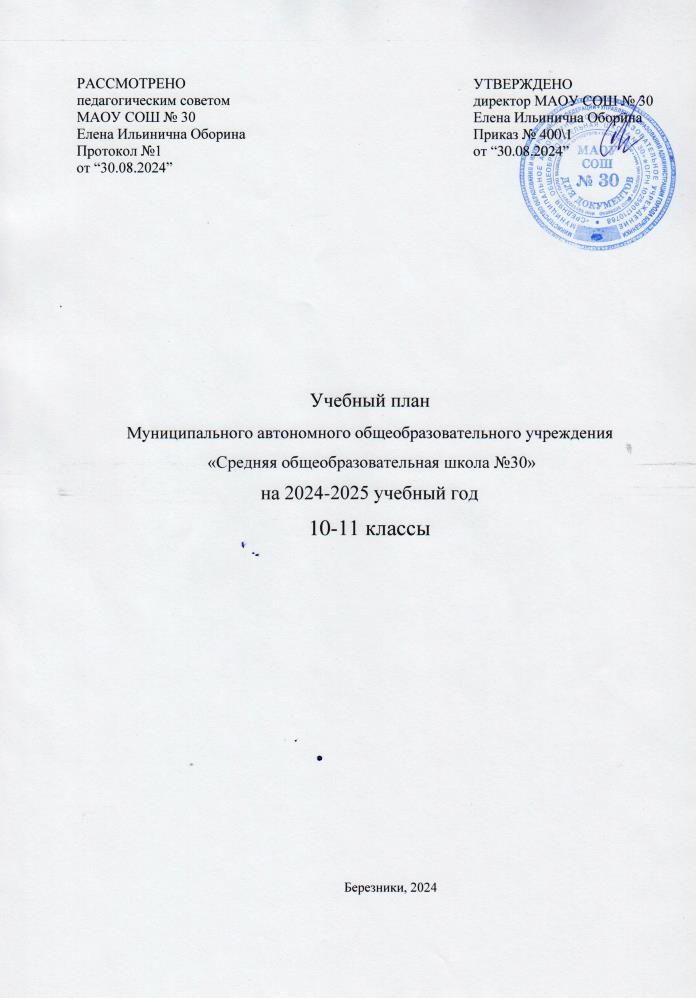 РАССМОТРЕНО
педагогическим советом
МАОУ СОШ № 30
Елена Ильинична Оборина
Протокол №1
от “30.08.2024”
УТВЕРЖДЕНО
директор МАОУ СОШ № 30
Елена Ильинична Оборина
Приказ № 400\1
от “30.08.2024”
МАОУ
СОШ
№ 30
ДЛЯ ДОКУМЕНТОВ
Учебный план
Муниципального автономного общеобразовательного учреждения
«Средняя общеобразовательная школа №30»
на 2024-2025 учебный год
10-11 классы
Березники, 2024